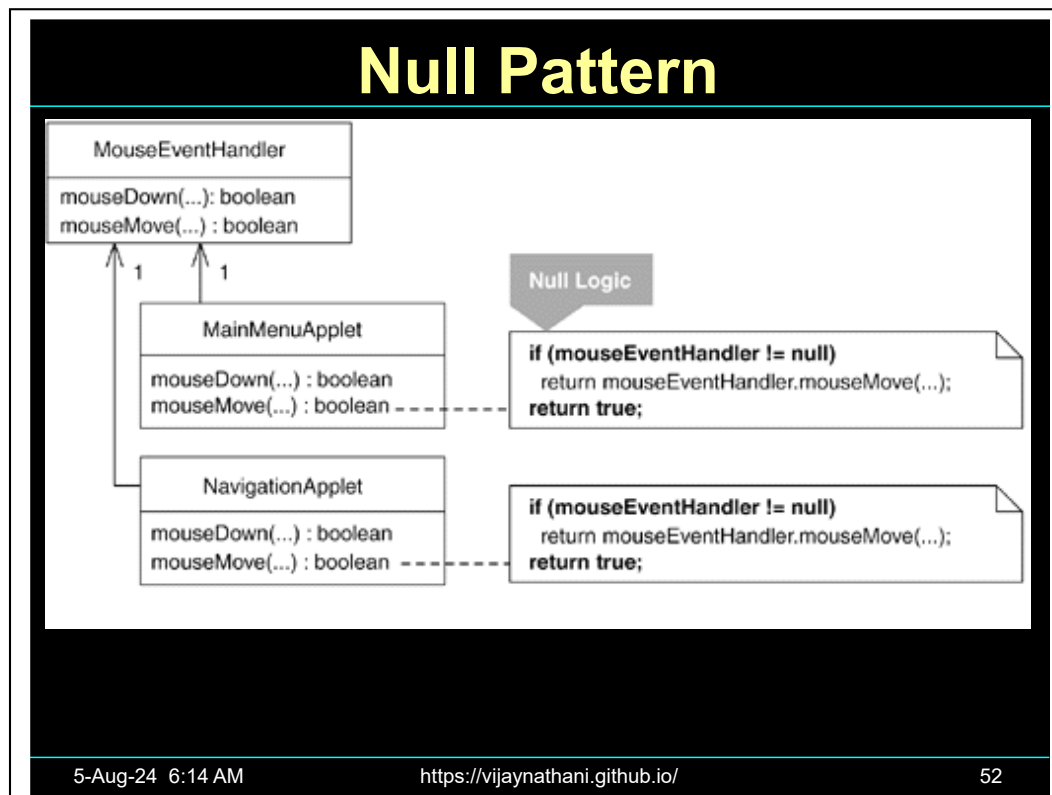 Null Pattern
MouseEventHandler
mouseDown(...): boolean
mouseMove(...) : boolean
1
1
Null Logic
MainMenuApplet
mouseDown(...) : boolean
mouseMove(...) : boolean
if (mouseEventHandler != null)
return mouseEventHandler.mouseMove(...);
return true;
NavigationApplet
mouseDown(...) : boolean
mouseMove(...) : boolean
if (mouseEventHandler != null)
return mouseEventHandler.mouseMove(...);
return true;
5-Aug-24 6:14 AM
https://vijaynathani.github.io/
52